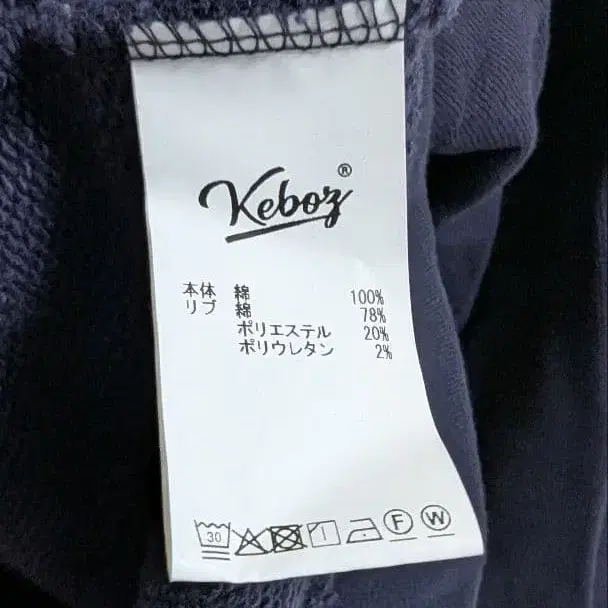 Keboz®
本体 綿 100%
リブ 綿 78%
ポリエステル 20%
ポリウレタン 2%
30 F W